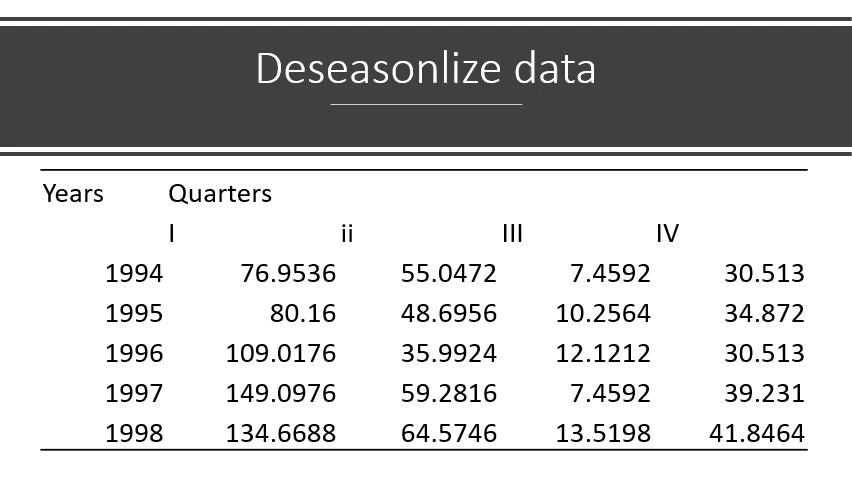 Deseasonlize data
Years Quarters
I ii III IV
1994 76.9536 55.0472 7.4592 30.513
1995 80.16 48.6956 10.2564 34.872
1996 109.0176 35.9924 12.1212 30.513
1997 149.0976 59.2816 7.4592 39.231
1998 134.6688 64.5746 13.5198 41.8464